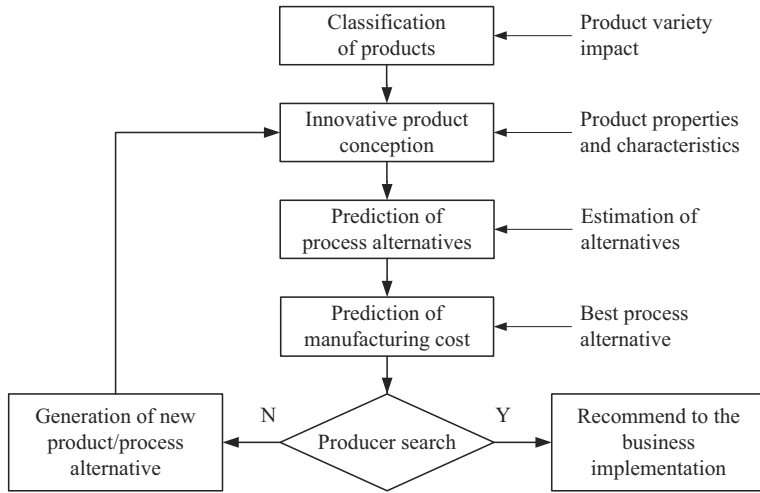 Classification
of products
Product variety
impact
Innovative product
conception
Product properties
and characteristics
Prediction of
process alternatives
Estimation of
alternatives
Prediction of
manufacturing cost
Best process
alternative
Generation of new
product/process
alternative
N
Producer search
Y
Recommend to the
business
implementation